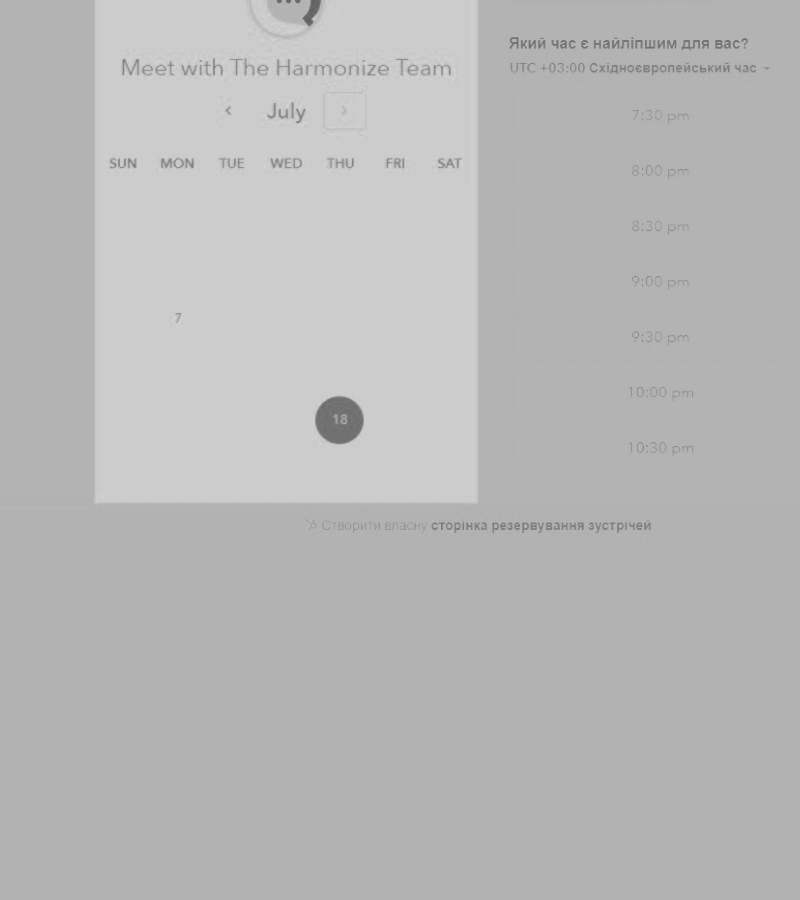 Meet with The Harmonize Team
July
SUN MON TUE WED THU FRI SAT
7
18
Який час є найліпшим для вас?
UTC +03:00 Східноєвропейський час
7:30 pm
8:00 pm
8:30 pm
9:00 pm
9:30 pm
10:00 pm
10:30 pm
Створити власну сторінка резервування зустрічей